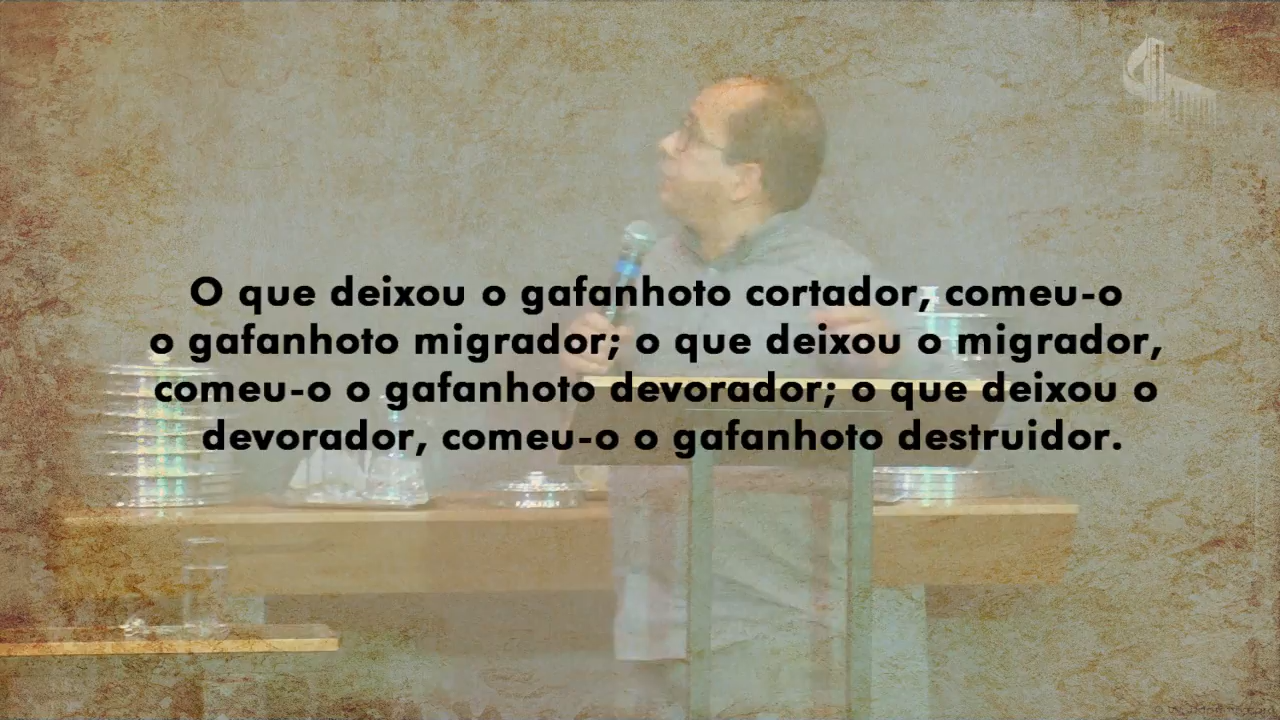 O que deixou o gafanhoto cortador, comeu-o
o gafanhoto migrador; o que deixou o migrador,
comeu-o o gafanhoto devorador; o que deixou o
devorador, comeu-o o gafanhoto destruidor.